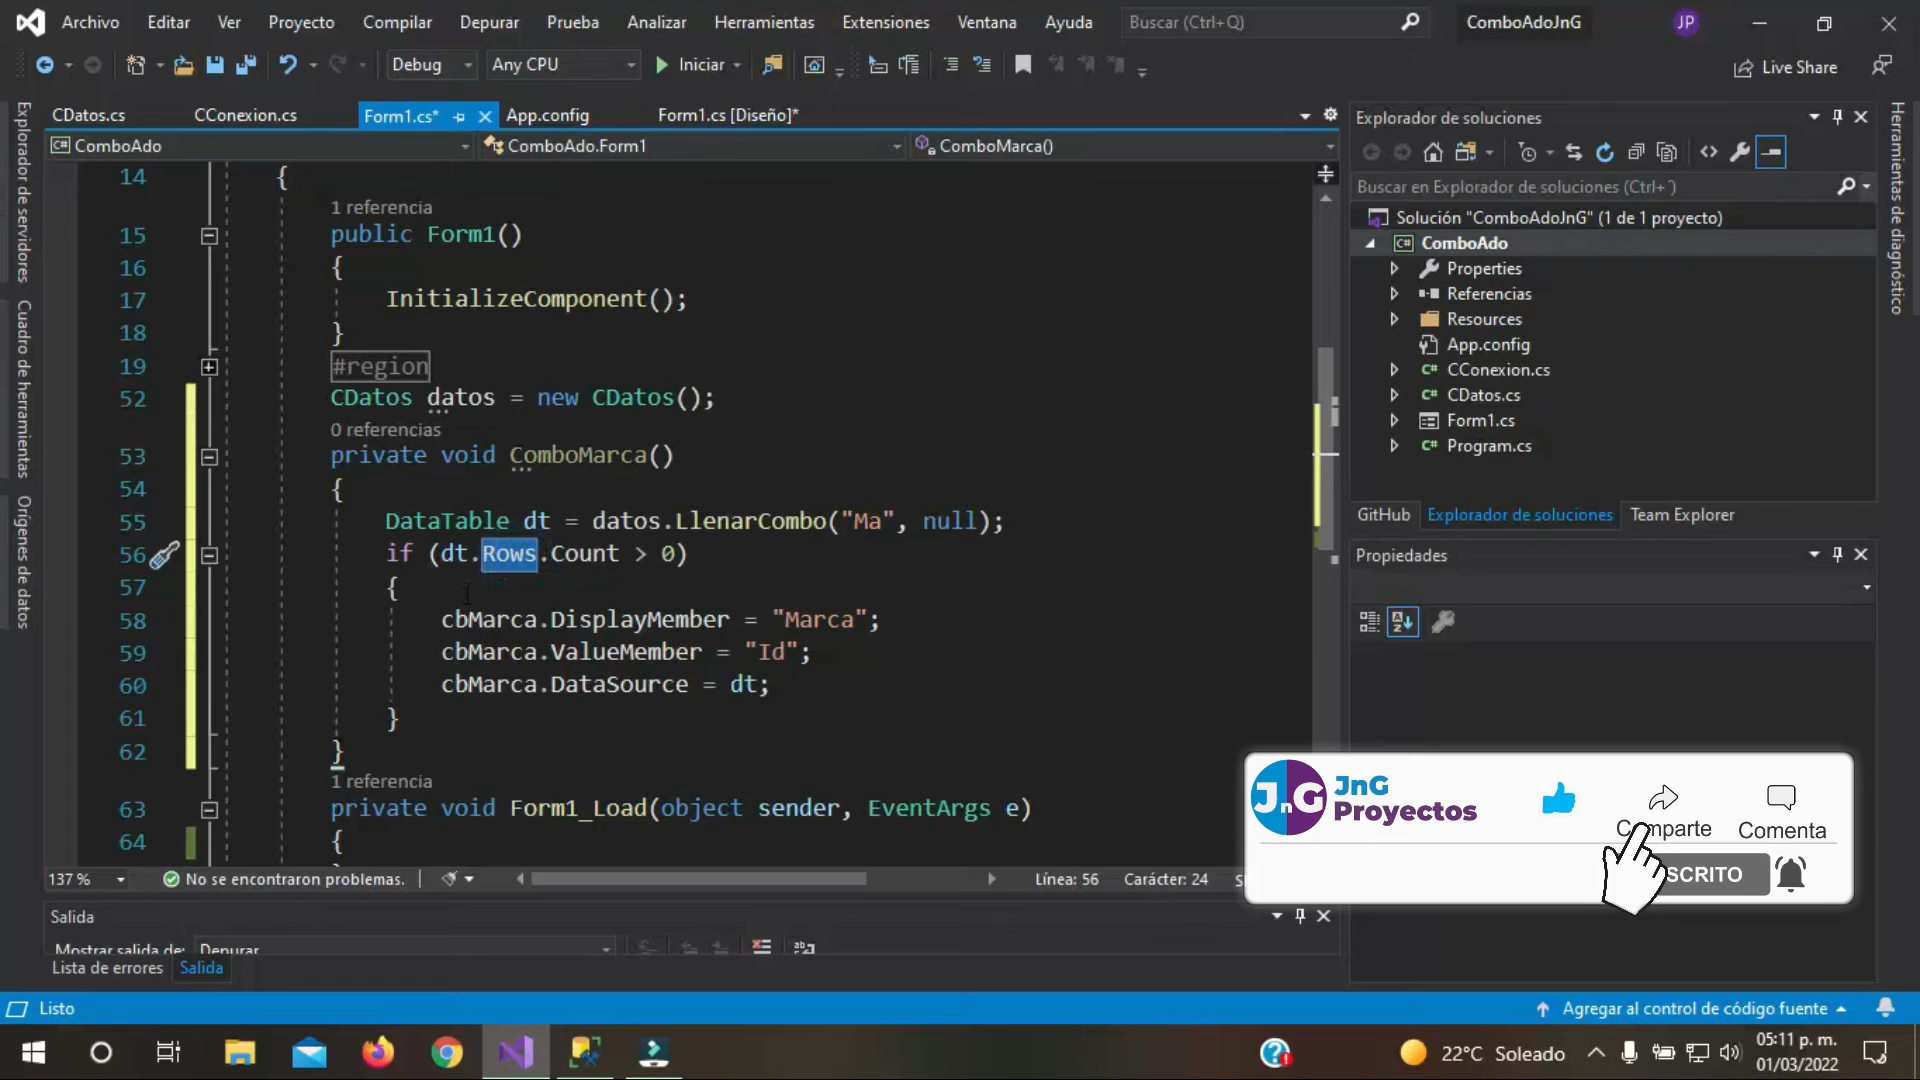 Archivo Editar Ver Proyecto Compilar Depurar Prueba Analizar Herramientas Extensiones Ventana Ayuda Buscar (Ctrl+Q) ComboAdoJnG JP
Debug Any CPU Iniciar Live Share
CDatos.cs CConexion.cs Form1.cs* App.config Form1.cs [Diseño]*
ComboAdo ComboAdo.Form1 ComboMarca()
Explorador de servidores
Cuadro de herramientas
Orígenes de datos
14 {
1 referencia
15 public Form1()
16 {
17 InitializeComponent();
18 }
19 #region
52 CDatos datos = new CDatos();
0 referencias
53 private void ComboMarca()
54 {
55 DataTable dt = datos.LlenarCombo("Ma", null);
56 if (dt.Rows.Count > 0)
57 {
58 cbMarca.DisplayMember = "Marca";
59 cbMarca.ValueMember = "Id";
60 cbMarca.DataSource = dt;
61 }
62 }
1 referencia
63 private void Form1_Load(object sender, EventArgs e)
64 {
137 % No se encontraron problemas. Línea: 56 Carácter: 24
Salida
Mostrar salida de: Depurar
Lista de errores Salida
Explorador de soluciones
Buscar en Explorador de soluciones (Ctrl+´)
Solución "ComboAdoJnG" (1 de 1 proyecto)
ComboAdo
Properties
Referencias
Resources
App.config
CConexion.cs
CDatos.cs
Form1.cs
Program.cs
GitHub Explorador de soluciones Team Explorer
Propiedades
Herramientas de diagnóstico
JnG JnG
Proyectos
Comparte Comenta
SCRITO
Listo Agregar al control de código fuente
22°C Soleado 05:11 p. m.
01/03/2022